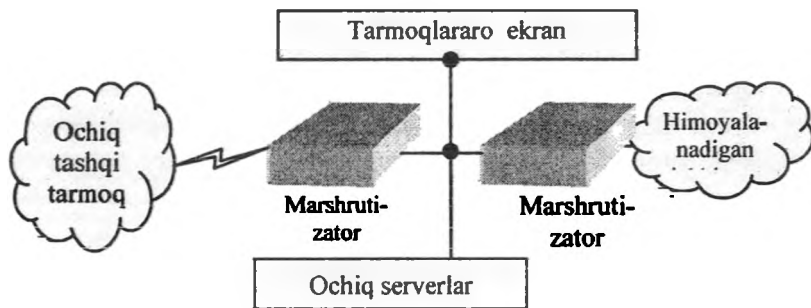 Tarmoqlararo ekran
Ochiq
tashqi
tarmoq
Himoyala-
nadigan
Marshruti-
zator
Marshruti-
zator
Ochiq serverlar